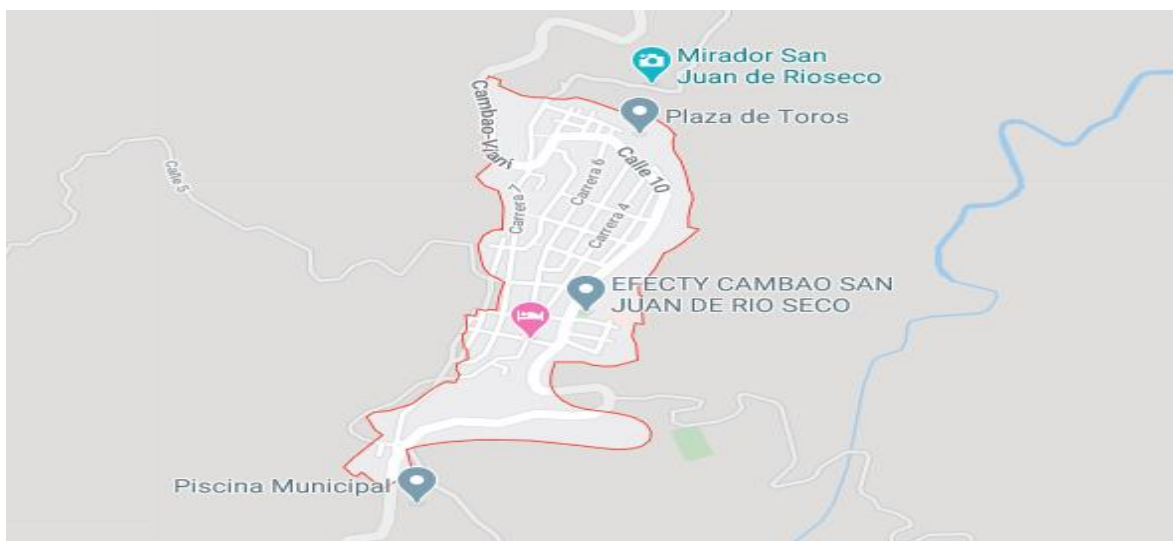 Mirador San
Juan de Rioseco
Plaza de Toros
Cambao-Vianí
Calle 10
Carrera 6
Calle 5
Carrera 7
Carrera 4
EFECTY CAMBAO SAN
JUAN DE RIO SECO
Piscina Municipal